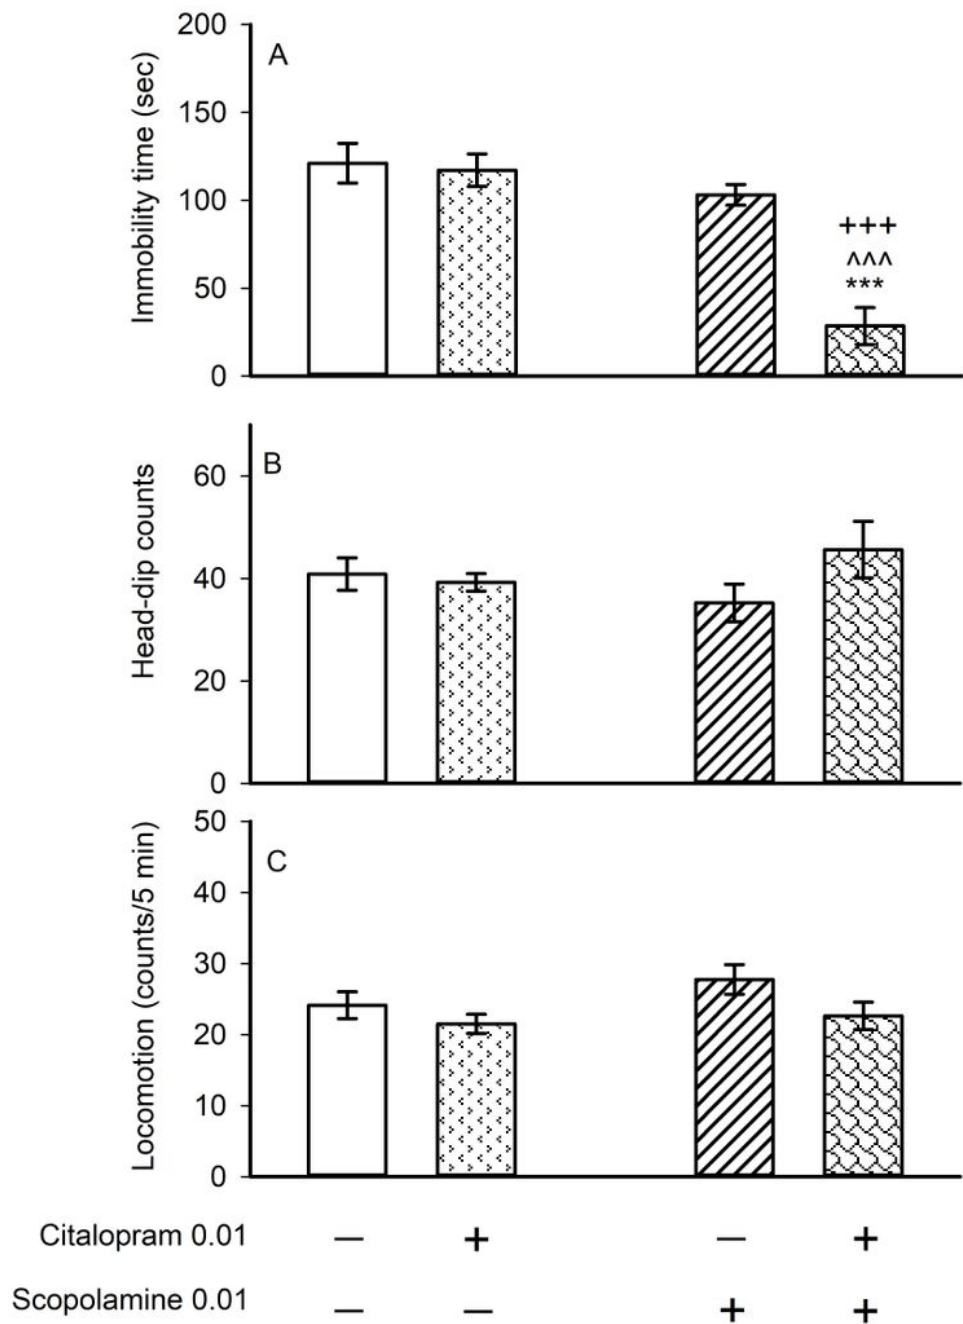 200
A
150
100
50
0
Immobility time (sec)
+++
^^^
***
B
60
40
20
0
Head-dip counts
50
C
40
30
20
10
0
Locomotion (counts/5 min)
Citalopram 0.01 — + — +
Scopolamine 0.01 — — + +